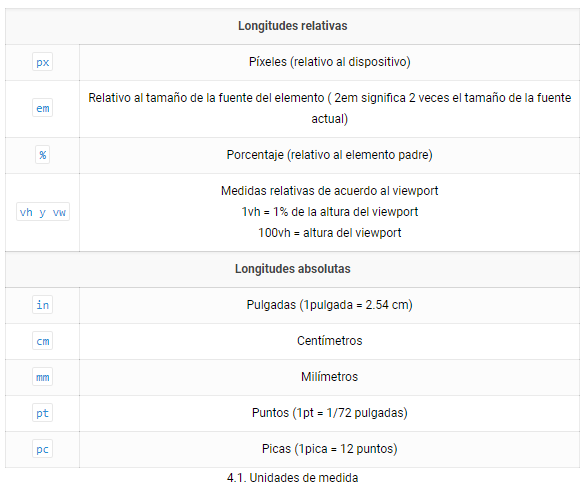 Longitudes relativas
px Píxeles (relativo al dispositivo)
em Relativo al tamaño de la fuente del elemento ( 2em significa 2 veces el tamaño de la fuente
actual)
% Porcentaje (relativo al elemento padre)
vh y vw Medidas relativas de acuerdo al viewport
1vh = 1% de la altura del viewport
100vh = altura del viewport
Longitudes absolutas
in Pulgadas (1pulgada = 2.54 cm)
cm Centímetros
mm Milímetros
pt Puntos (1pt = 1/72 pulgadas)
pc Picas (1pica = 12 puntos)
4.1. Unidades de medida